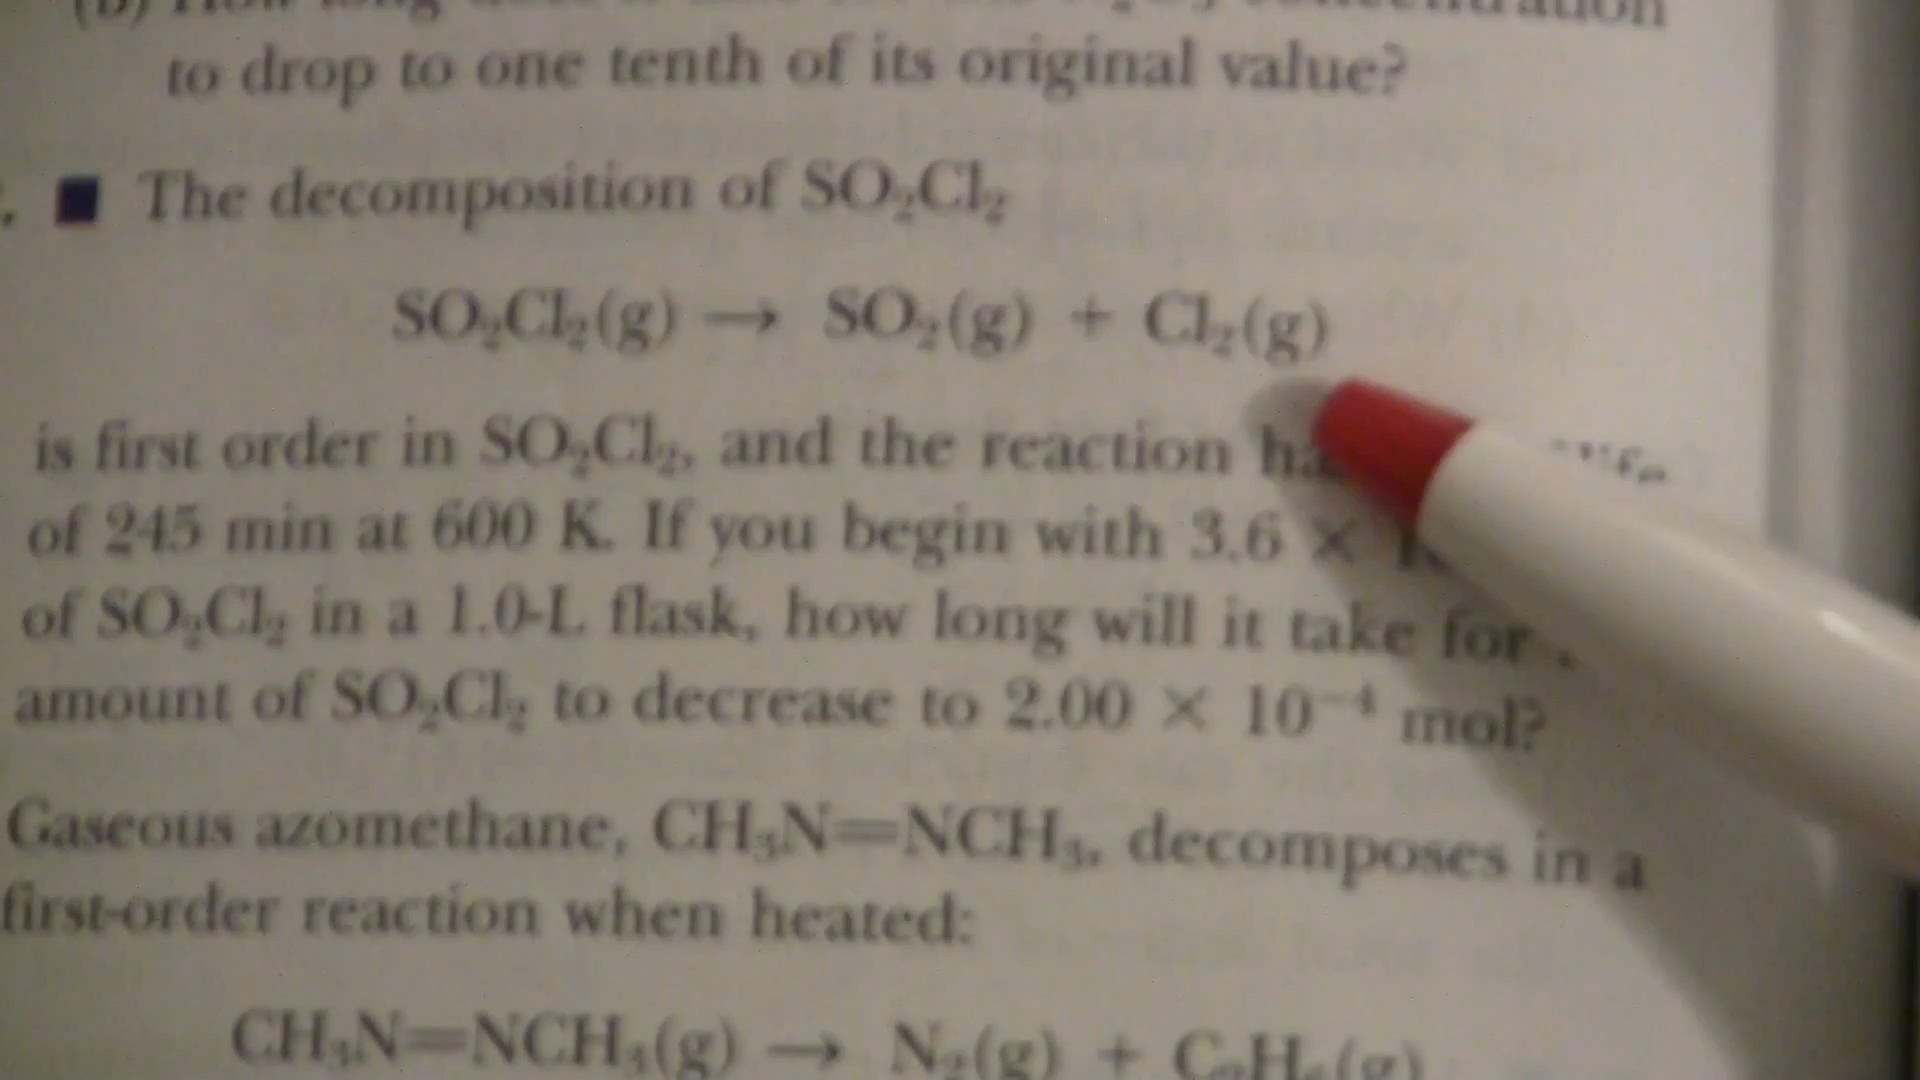 to drop to one tenth of its original value?
■ The decomposition of SO₂Cl₂
SO₂Cl₂(g) → SO₂(g) + Cl₂(g)
is first order in SO₂Cl₂, and the reaction
of 245 min at 600 K. If you begin with 3.6 ×
of SO₂Cl₂ in a 1.0-L flask, how long will it take for
amount of SO₂Cl₂ to decrease to 2.00 × 10⁻⁴ mol?
Gaseous azomethane, CH₃N=NCH₃, decomposes in a
first-order reaction when heated:
CH₃N=NCH₃(g) → N₂(g) +